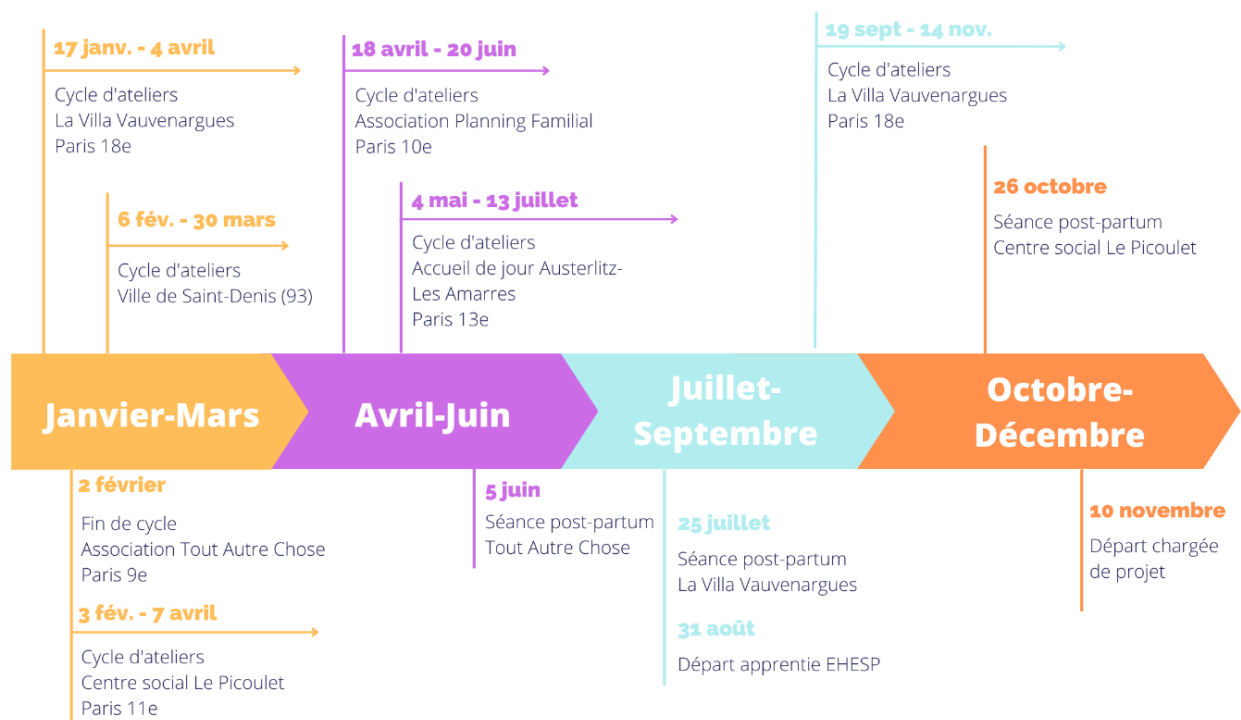 17 janv. - 4 avril
Cycle d'ateliers
La Villa Vauvenargues
Paris 18e
6 fév. - 30 mars
Cycle d'ateliers
Ville de Saint-Denis (93)
18 avril - 20 juin
Cycle d'ateliers
Association Planning Familial
Paris 10e
4 mai - 13 juillet
Cycle d'ateliers
Accueil de jour Austerlitz-
Les Amarres
Paris 13e
19 sept - 14 nov.
Cycle d'ateliers
La Villa Vauvenargues
Paris 18e
26 octobre
Séance post-partum
Centre social Le Picoulet
Janvier-Mars
Avril-Juin
Juillet-
Septembre
Octobre-
Décembre
2 février
Fin de cycle
Association Tout Autre Chose
Paris 9e
3 fév. - 7 avril
Cycle d'ateliers
Centre social Le Picoulet
Paris 11e
5 juin
Séance post-partum
Tout Autre Chose
25 juillet
Séance post-partum
La Villa Vauvenargues
31 août
Départ apprentie EHESP
10 novembre
Départ chargée
de projet